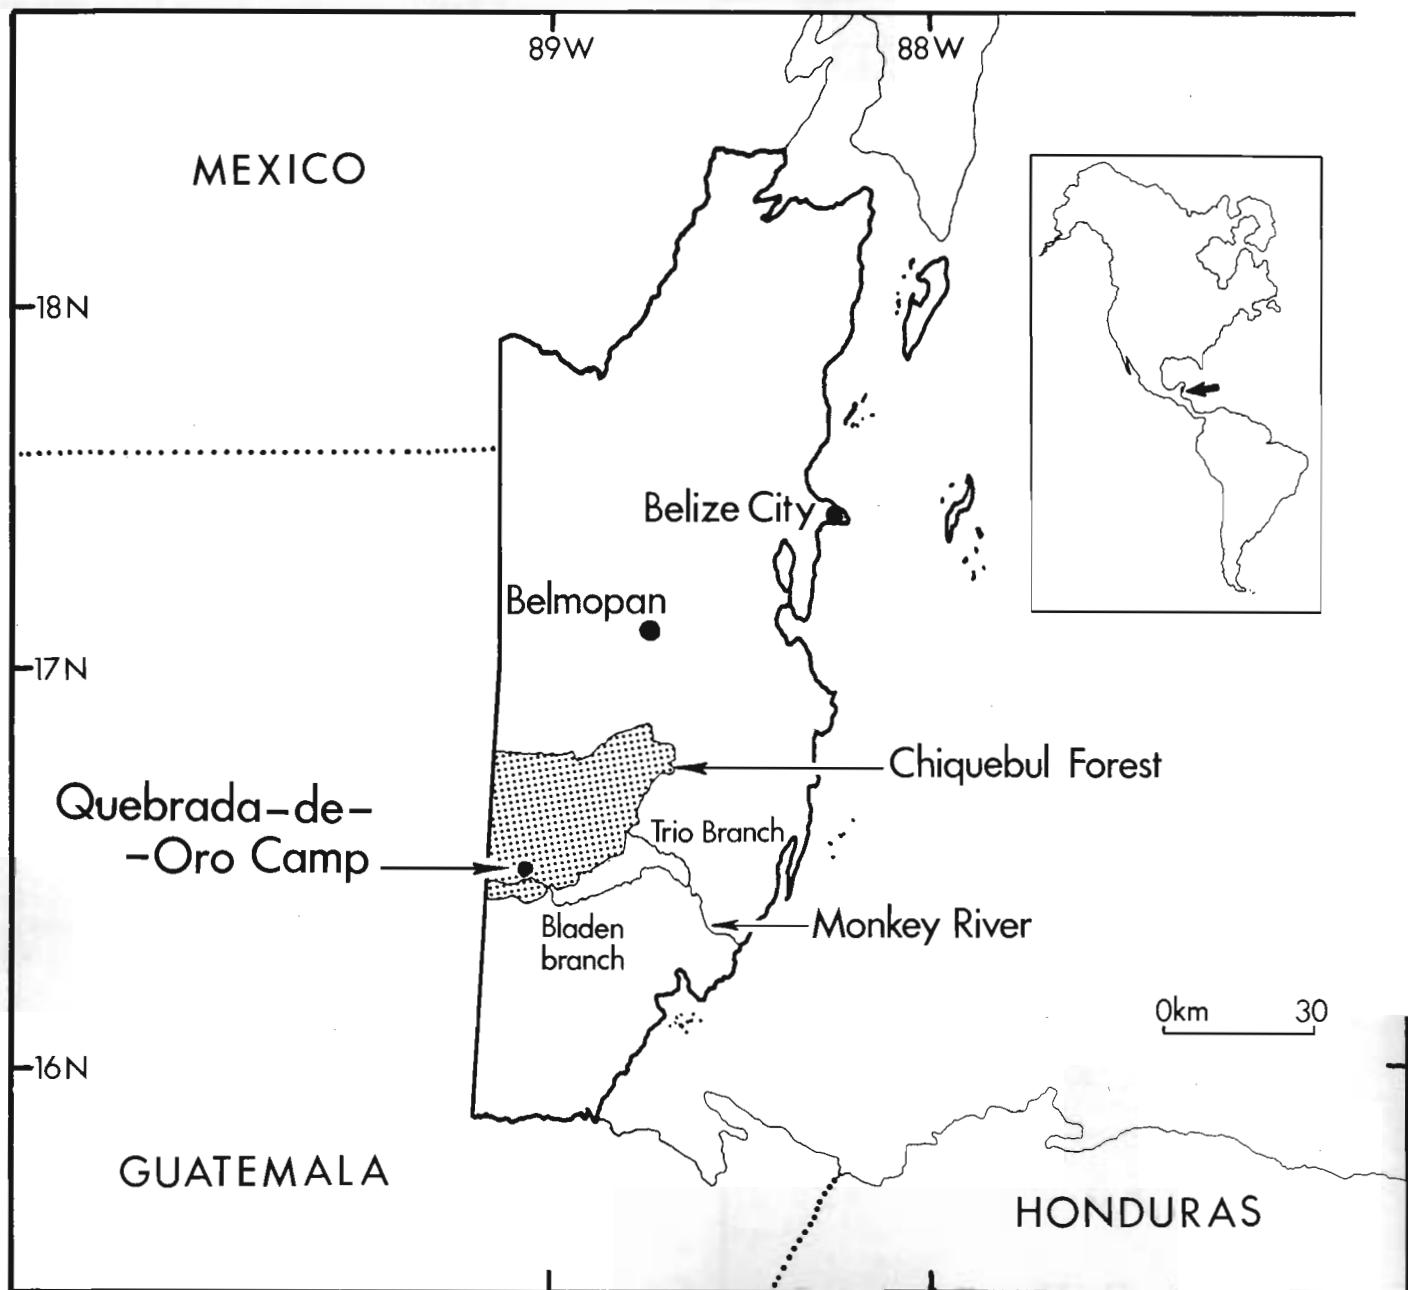 89W
88W
MEXICO
18N
Belize City
Belmopan
17N
Chiquebul Forest
Quebrada-de-
-Oro Camp
Trio Branch
Monkey River
Bladen
branch
0km 30
16N
GUATEMALA
HONDURAS